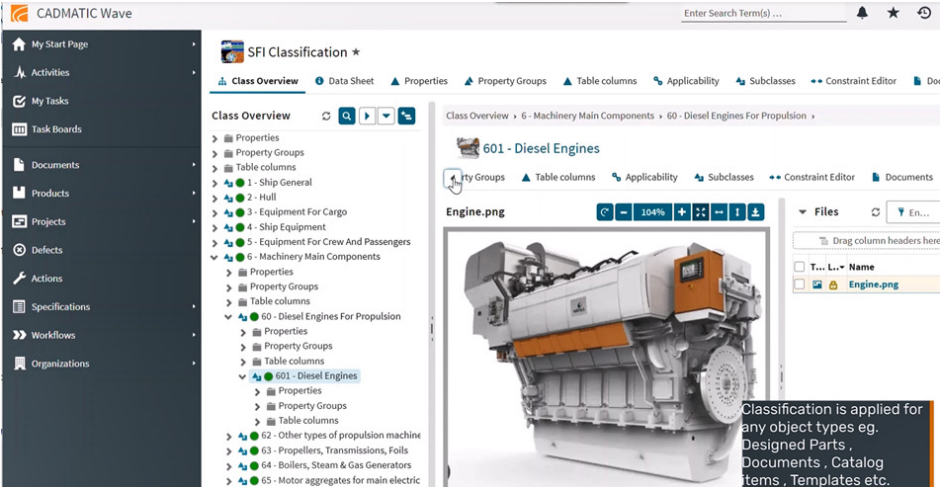 CADMATIC Wave
Enter Search Term(s) ...
My Start Page
Activities
My Tasks
Task Boards
Documents
Products
Projects
Defects
Actions
Specifications
Workflows
Organizations
SFI Classification
Class Overview
Data Sheet
Properties
Property Groups
Table columns
Applicability
Subclasses
Constraint Editor
Doc
Class Overview
Properties
Property Groups
Table columns
1 - Ship General
2 - Hull
3 - Equipment For Cargo
4 - Ship Equipment
5 - Equipment For Crew And Passengers
6 - Machinery Main Components
Properties
Property Groups
Table columns
60 - Diesel Engines For Propulsion
Properties
Property Groups
Table columns
601 - Diesel Engines
Properties
Property Groups
Table columns
62 - Other types of propulsion machine
63 - Propellers, Transmissions, Foils
64 - Boilers, Steam & Gas Generators
65 - Motor aggregates for main electric
Class Overview › 6 - Machinery Main Components › 60 - Diesel Engines For Propulsion ›
601 - Diesel Engines
rty Groups
Table columns
Applicability
Subclasses
Constraint Editor
Documents
Engine.png
104%
Files
En...
Drag column headers here
T... L... Name
Engine.png
Classification is applied for
any object types eg.
Designed Parts ,
Documents , Catalog
items , Templates etc.